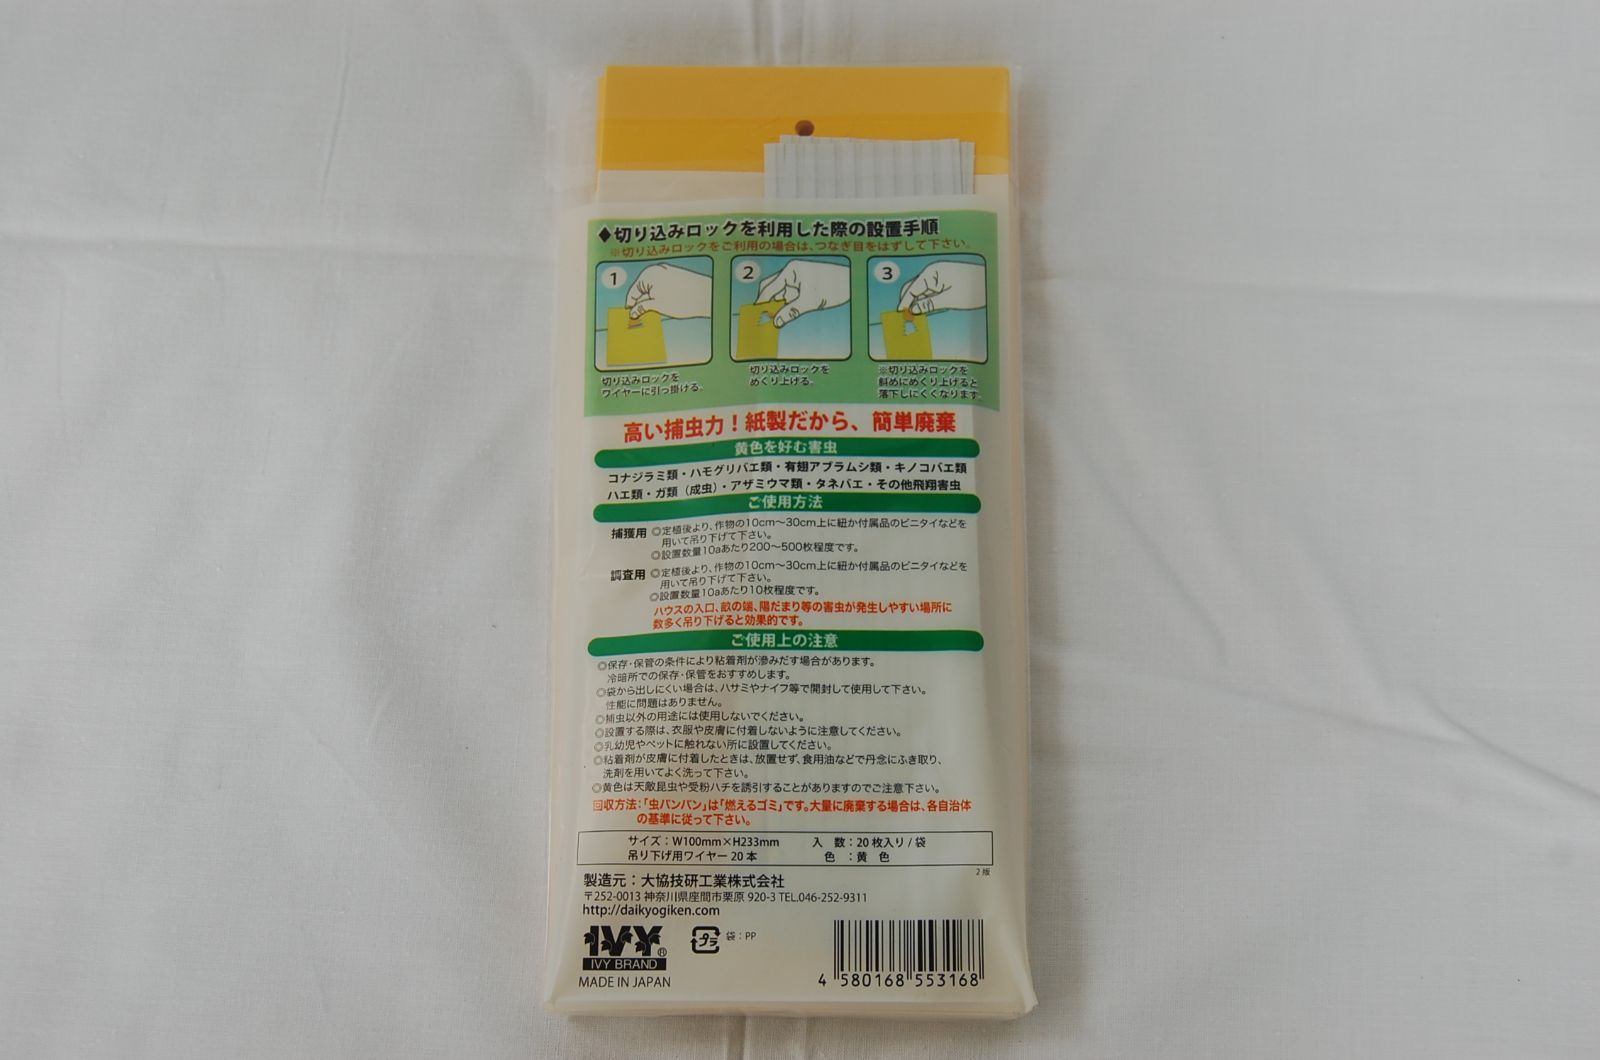 ◆切り込みロックを利用した際の設置手順
※切り込みロックをご利用の場合は、つなぎ目をはずして下さい。
1
2
3
切り込みロックを
ワイヤーに引っ掛ける。
切り込みロックを
めくり上げる。
※切り込みロックを
斜めにめくり上げると
落下しにくくなります。
高い捕虫力！紙製だから、簡単廃棄
黄色を好む害虫
コナジラミ類・ハモグリバエ類・有翅アブラムシ類・キノコバエ類
ハエ類・ガ類（成虫）・アザミウマ類・タネバエ・その他飛翔害虫
ご使用方法
捕獲用 ◎定植後より、作物の10cm～30cm上に紐か付属品のビニタイなどを
用いて吊り下げて下さい。
◎設置数量10aあたり200～500枚程度です。
調査用 ◎定植後より、作物の10cm～30cm上に紐か付属品のビニタイなどを
用いて吊り下げて下さい。
◎設置数量10aあたり10枚程度です。
ハウスの入口、畝の端、陽だまり等の害虫が発生しやすい場所に
数多く吊り下げると効果的です。
ご使用上の注意
◎保存・保管の条件により粘着剤が滲みだす場合があります。
冷暗所での保存・保管をおすすめします。
◎袋から出しにくい場合は、ハサミやナイフ等で開封して使用して下さい。
性能に問題はありません。
◎捕虫以外の用途には使用しないでください。
◎設置する際は、衣服や皮膚に付着しないように注意してください。
◎乳幼児やペットに触れない所に設置してください。
◎粘着剤が皮膚に付着したときは、放置せず、食用油などで丹念にふき取り、
洗剤を用いてよく洗って下さい。
◎黄色は天敵昆虫や受粉ハチを誘引することがありますのでご注意下さい。
回収方法：「虫バンバン」は「燃えるゴミ」です。大量に廃棄する場合は、各自治体
の基準に従って下さい。
サイズ：W100mm×H233mm 入 数：20枚入り/袋
吊り下げ用ワイヤー20本 色 ：黄 色
2版
製造元：大協技研工業株式会社
〒252-0013 神奈川県座間市栗原 920-3 TEL.046-252-9311
http://daikyogiken.com
IVY®
IVY BRAND
MADE IN JAPAN
プラ
袋：PP
4 580168 553168